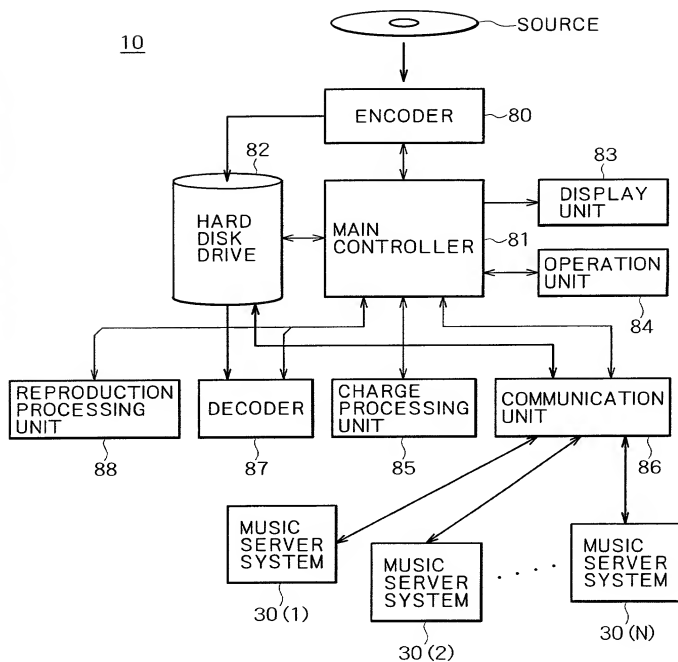 10
SOURCE
ENCODER
80
82
HARD
DISK
DRIVE
MAIN
CONTROLLER
81
83
DISPLAY
UNIT
OPERATION
UNIT
84
REPRODUCTION
PROCESSING
UNIT
88
DECODER
87
CHARGE
PROCESSING
UNIT
85
COMMUNICATION
UNIT
86
MUSIC
SERVER
SYSTEM
30(1)
MUSIC
SERVER
SYSTEM
30(2)
. . . . .
MUSIC
SERVER
SYSTEM
30(N)